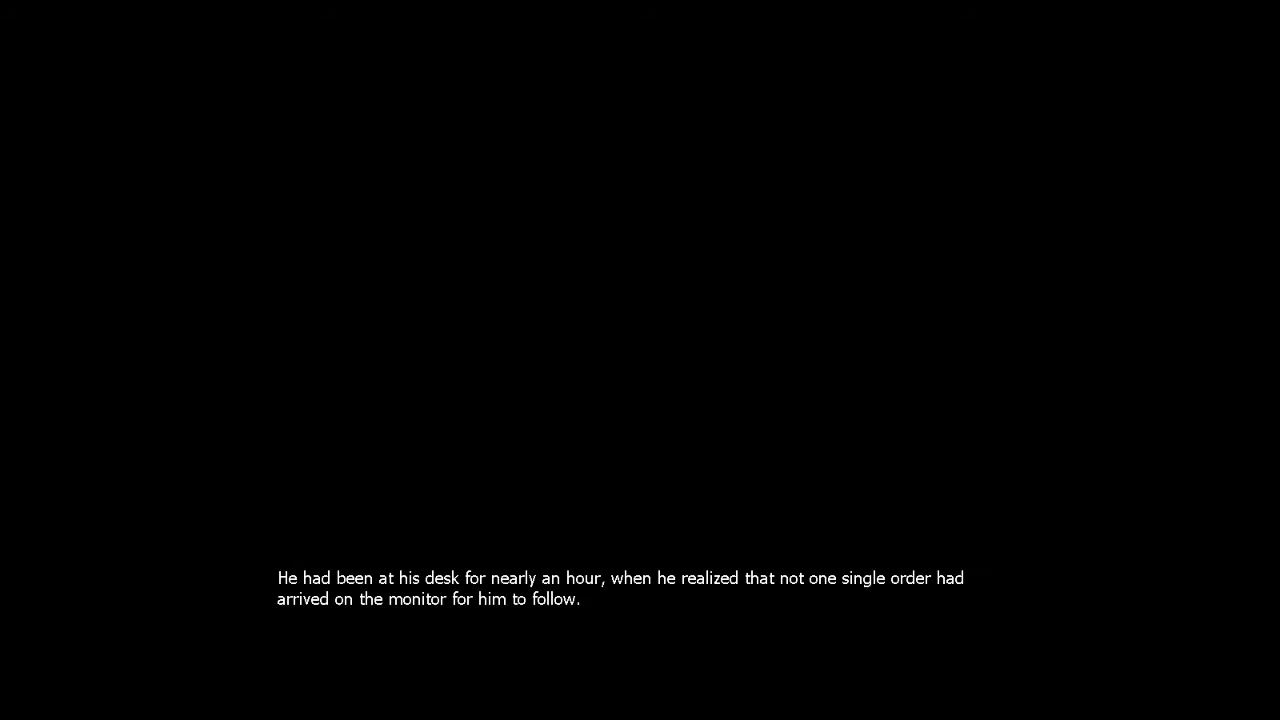 He had been at his desk for nearly an hour, when he realized that not one single order had
arrived on the monitor for him to follow.